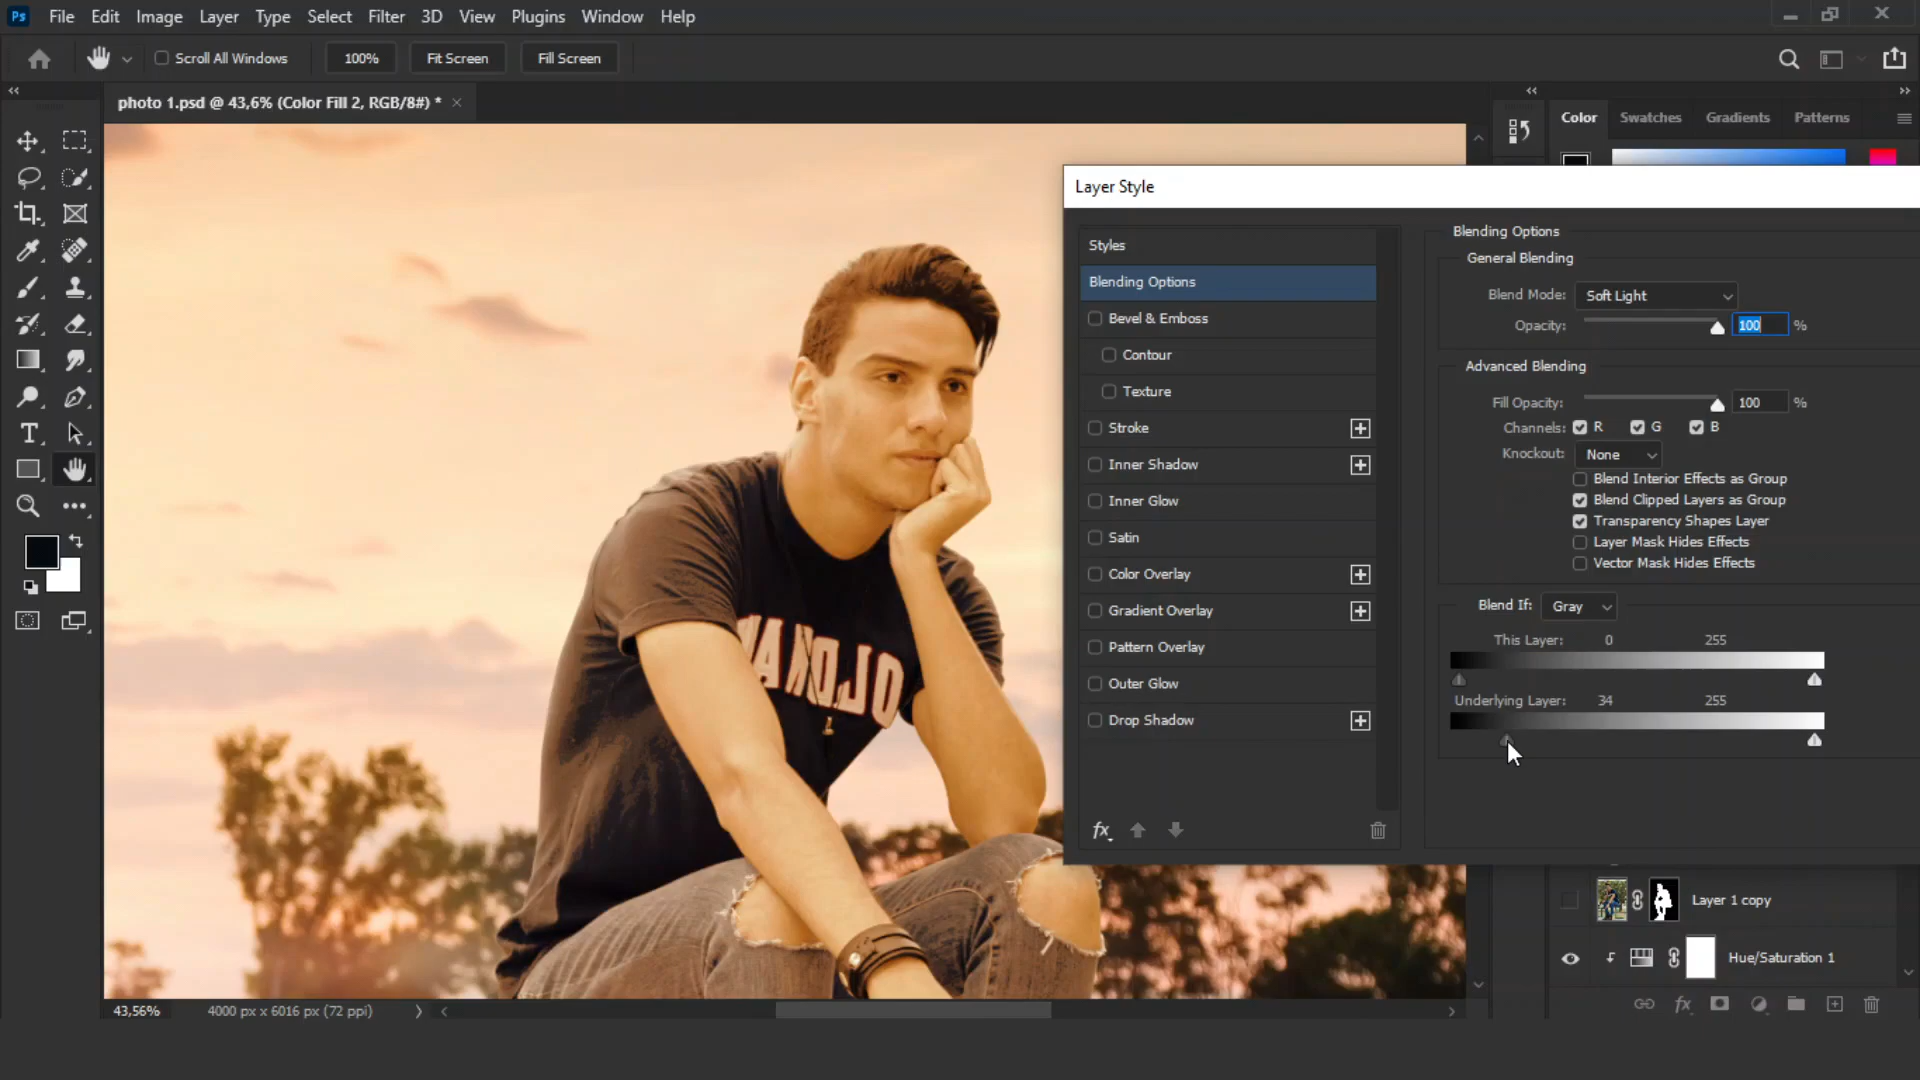 Ps File Edit Image Layer Type Select Filter 3D View Plugins Window Help
Scroll All Windows 100% Fit Screen Fill Screen
photo 1.psd @ 43,6% (Color Fill 2, RGB/8#) *
Color Swatches Gradients Patterns
Layer Style
Styles
Blending Options
Bevel & Emboss
Contour
Texture
Stroke
Inner Shadow
Inner Glow
Satin
Color Overlay
Gradient Overlay
Pattern Overlay
Outer Glow
Drop Shadow
fx
Blending Options
General Blending
Blend Mode: Soft Light
Opacity: 100 %
Advanced Blending
Fill Opacity: 100 %
Channels: R G B
Knockout: None
Blend Interior Effects as Group
Blend Clipped Layers as Group
Transparency Shapes Layer
Layer Mask Hides Effects
Vector Mask Hides Effects
Blend If: Gray
This Layer: 0 255
Underlying Layer: 34 255
Layer 1 copy
Hue/Saturation 1
fx
43,56% 4000 px x 6016 px (72 ppi)